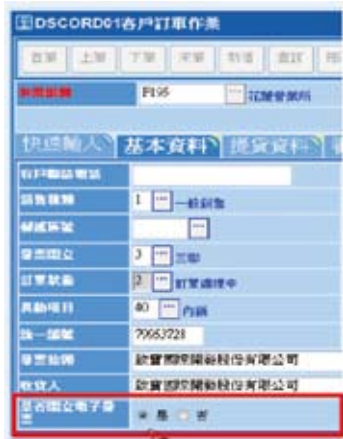 DSCORD01客戶訂單作業
首筆 上筆 下筆 末筆 新增 查詢
F195 花蓮營業所
快速輸入 基本資料 提貨資料
客戶聯絡電話
銷售種類 1 一般銷售
發票開立 3 三聯
訂單狀態 2 訂單處理中
異動項目 40 內銷
統一編號 79953728
發票抬頭 欣寶國際開發股份有限公司
收貨人 欣寶國際開發股份有限公司
是否開立電子發票 是 否